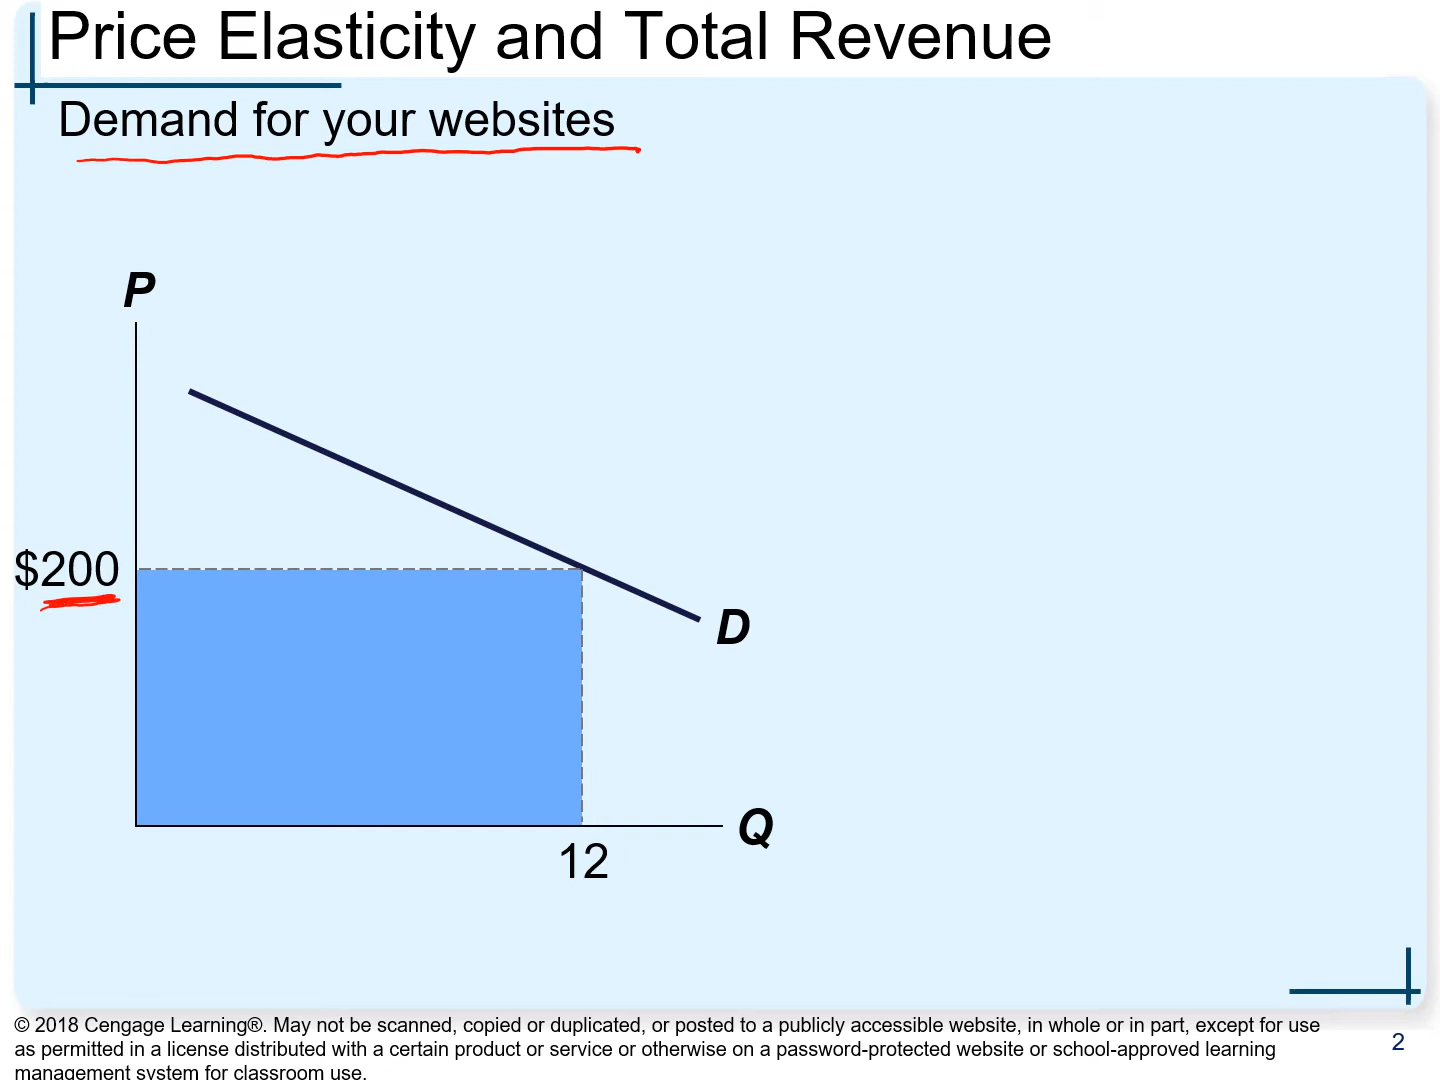 Price Elasticity and Total Revenue
Demand for your websites
P
$200
D
Q
12
© 2018 Cengage Learning®. May not be scanned, copied or duplicated, or posted to a publicly accessible website, in whole or in part, except for use
as permitted in a license distributed with a certain product or service or otherwise on a password-protected website or school-approved learning
management system for classroom use.
2